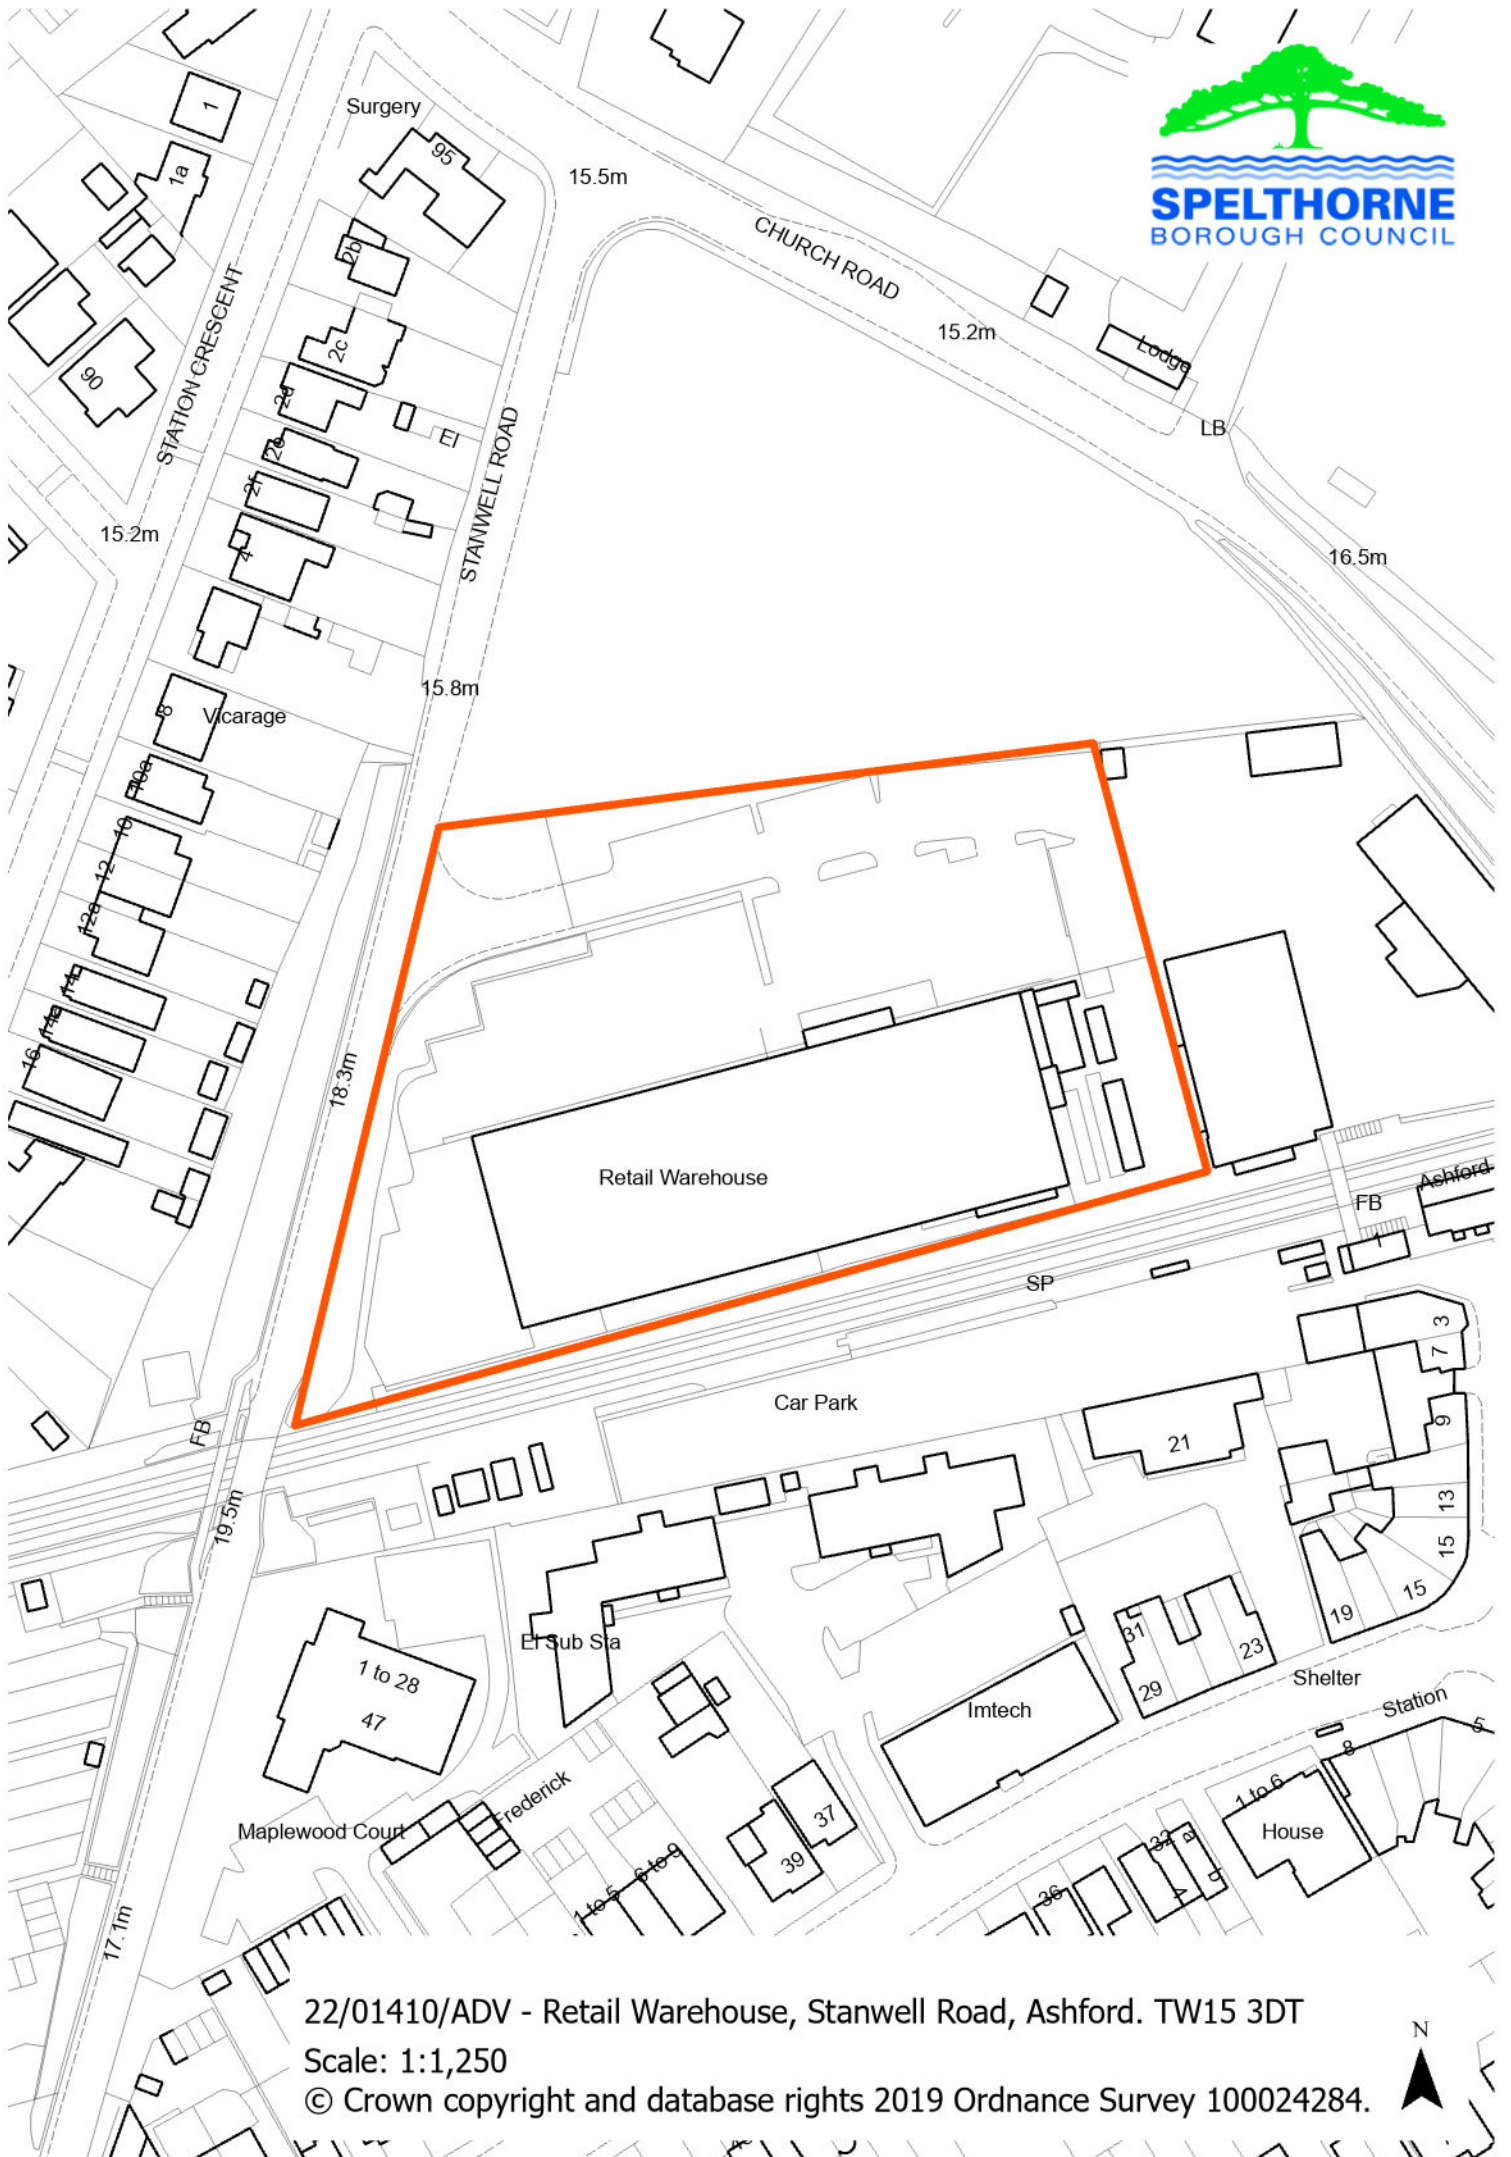 SPELTHORNE
BOROUGH COUNCIL
Surgery
1
95
1a
15.5m
CHURCH ROAD
2b
STATION CRESCENT
15.2m
Lodge
2c
90
2d
LB
El
STANWELL ROAD
2e
2f
15.2m
4
16.5m
15.8m
8
Vicarage
10a
10
12
12a
14
14a
16
18.3m
Retail Warehouse
Ashford
FB
1
SP
3
7
Car Park
9
FB
21
13
19.5m
15
15
19
31
23
El Sub Sta
1 to 28
Shelter
29
Station
47
Imtech
5
8
Frederick
1 to 6
37
Maplewood Court
House
32
39
6 to 9
1 to 5
36
17.1m
22/01410/ADV - Retail Warehouse, Stanwell Road, Ashford. TW15 3DT
Scale: 1:1,250
© Crown copyright and database rights 2019 Ordnance Survey 100024284.
N